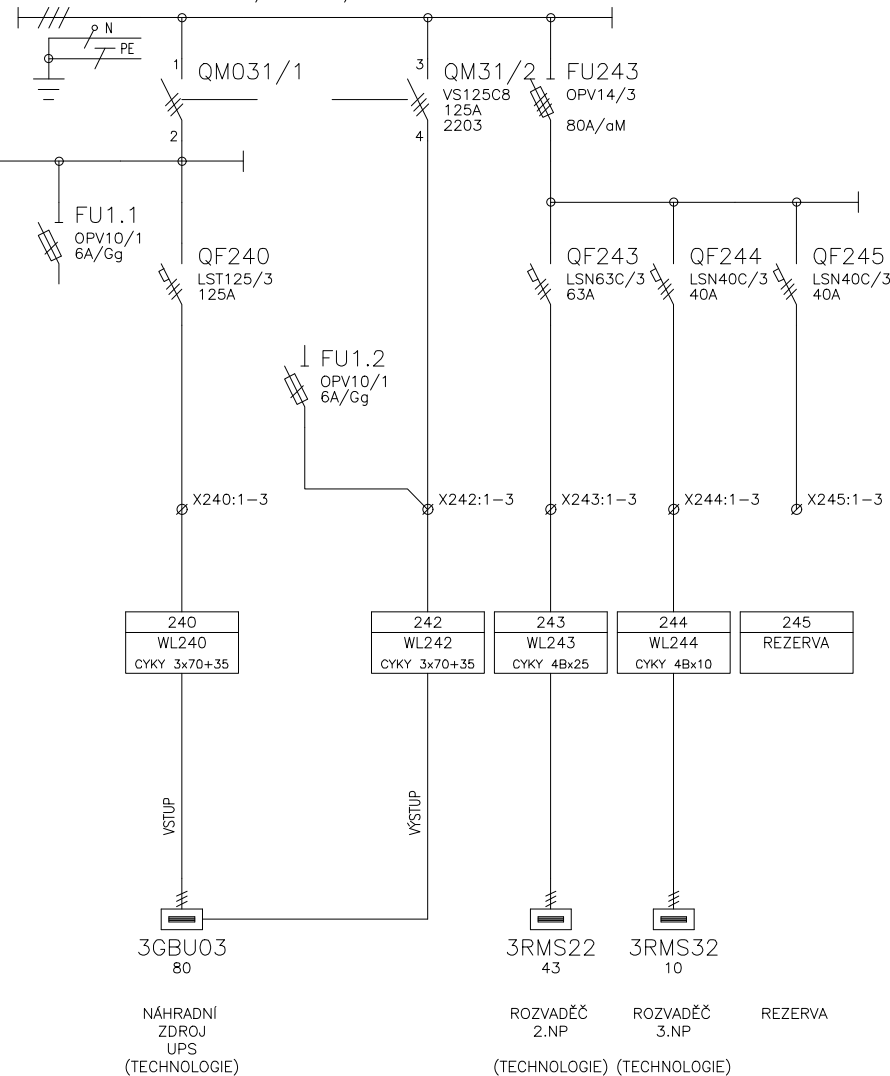 N
PE
1
QM031/1
2
3
QM31/2
VS125C8
125A
2203
4
FU243
OPV14/3
80A/aM
FU1.1
OPV10/1
6A/Gg
QF240
LST125/3
125A
QF243
LSN63C/3
63A
QF244
LSN40C/3
40A
QF245
LSN40C/3
40A
FU1.2
OPV10/1
6A/Gg
X240:1-3
X242:1-3
X243:1-3
X244:1-3
X245:1-3
240
WL240
CYKY 3x70+35
242
WL242
CYKY 3x70+35
243
WL243
CYKY 4Bx25
244
WL244
CYKY 4Bx10
245
REZERVA
VSTUP
VÝSTUP
3GBU03
80
3RMS22
43
3RMS32
10
NÁHRADNÍ
ZDROJ
UPS
(TECHNOLOGIE)
ROZVADĚČ
2.NP
(TECHNOLOGIE)
ROZVADĚČ
3.NP
(TECHNOLOGIE)
REZERVA